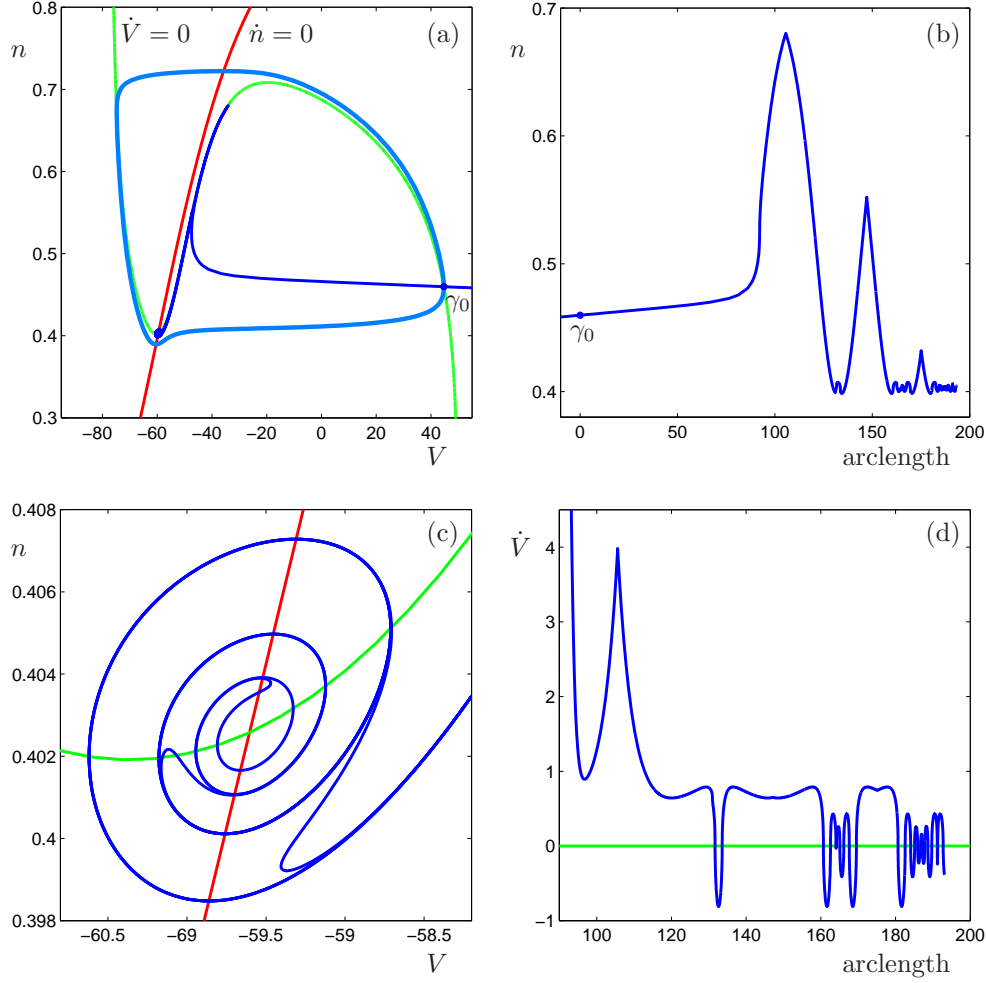 0.8
V̇ = 0
ṅ = 0
(a)
n
0.7
0.6
0.5
γ0
0.4
0.3
−80 −60 −40 −20 0 20 40
V
0.7
(b)
n
0.6
0.5
γ0
0.4
0 50 100 150 200
arclength
0.408
(c)
n
0.406
0.404
0.402
0.4
0.398
−60.5 −69 −59.5 −59 −58.5
V
(d)
V̇
4
3
2
1
0
−1
100 120 140 160 180 200
arclength